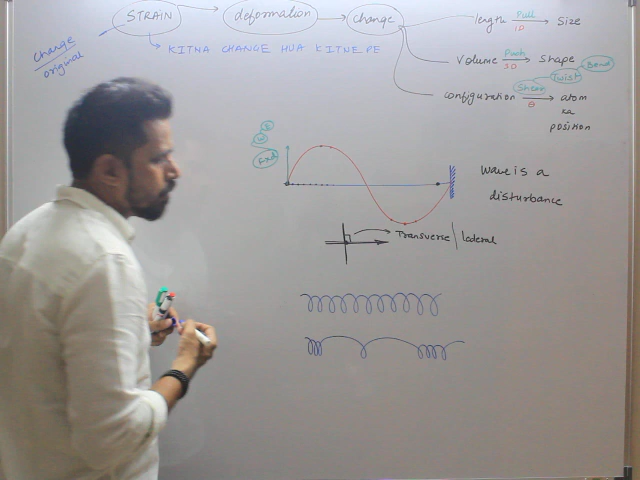 STRAIN deformation change length Pull 1D Size
change
original
KITNA CHANGE HUA KITNE PE
Volume Push 3D Shape Bend
configuration Shear θ atom Twist
ka
position
Wave is a
disturbance
Transverse / lateral